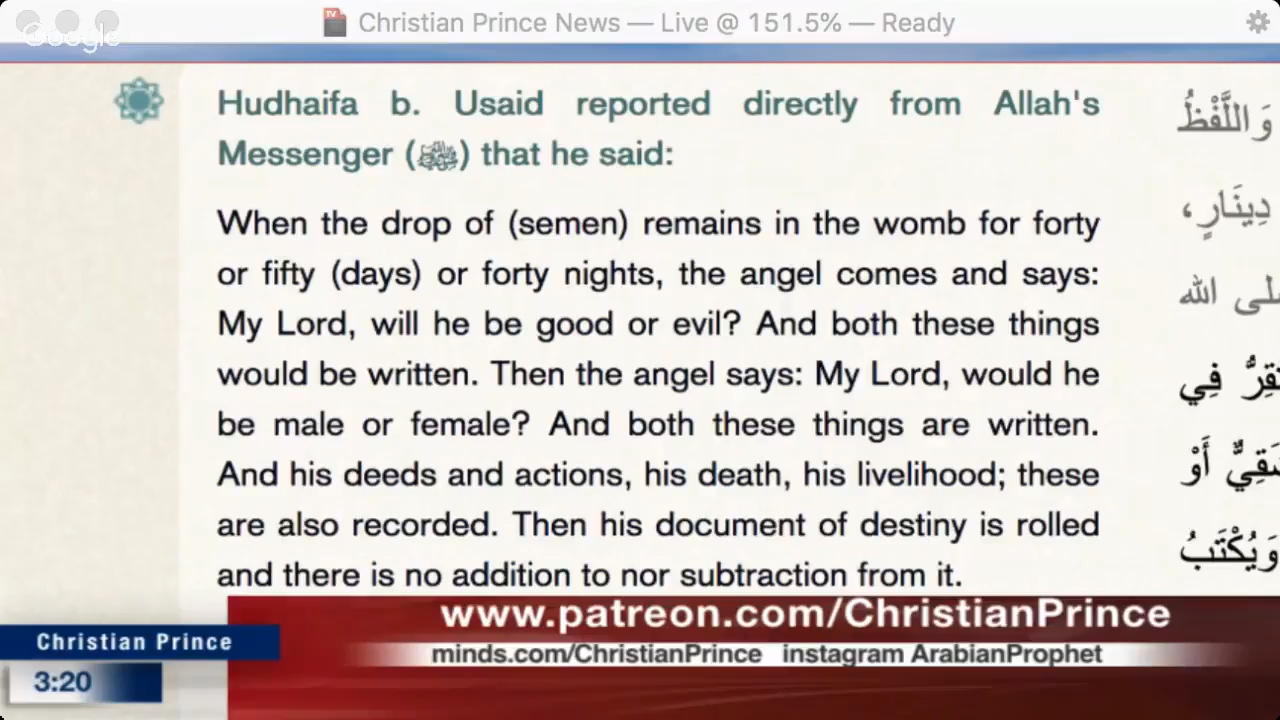 Christian Prince News — Live @ 151.5% — Ready
Google
Hudhaifa b. Usaid reported directly from Allah's
Messenger (ﷺ) that he said:
When the drop of (semen) remains in the womb for forty
or fifty (days) or forty nights, the angel comes and says:
My Lord, will he be good or evil? And both these things
would be written. Then the angel says: My Lord, would he
be male or female? And both these things are written.
And his deeds and actions, his death, his livelihood; these
are also recorded. Then his document of destiny is rolled
and there is no addition to nor subtraction from it.
وَاللَّفْظُ
دِينَارٍ،
الله
فِي
أَوْ
وَيُكْتَبُ
www.patreon.com/ChristianPrince
Christian Prince
minds.com/ChristianPrince instagram ArabianProphet
3:20